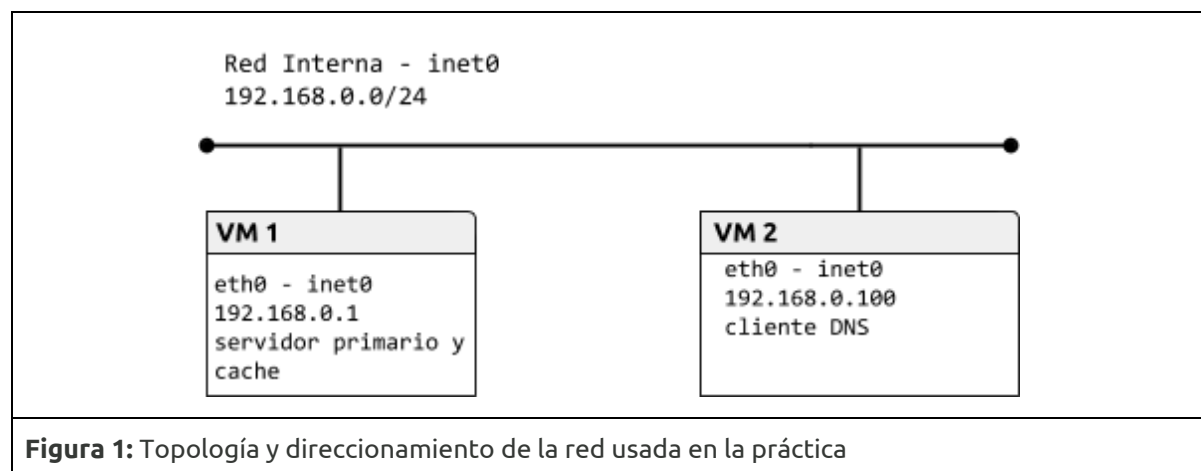 Red Interna - inet0
192.168.0.0/24
VM 1
eth0 - inet0
192.168.0.1
servidor primario y
cache
VM 2
eth0 - inet0
192.168.0.100
cliente DNS
Figura 1: Topología y direccionamiento de la red usada en la práctica